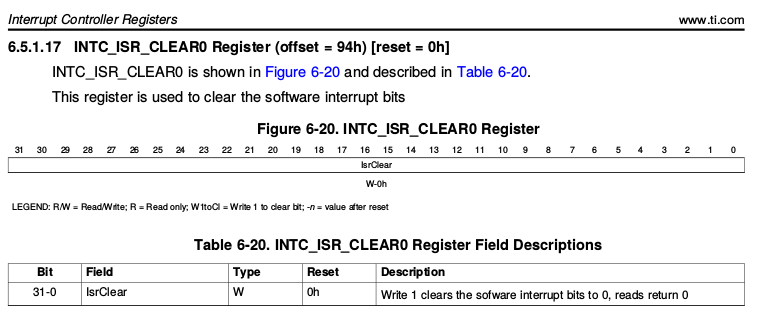 Interrupt Controller Registers www.ti.com
6.5.1.17 INTC_ISR_CLEAR0 Register (offset = 94h) [reset = 0h]
INTC_ISR_CLEAR0 is shown in Figure 6-20 and described in Table 6-20.
This register is used to clear the software interrupt bits
Figure 6-20. INTC_ISR_CLEAR0 Register
31 30 29 28 27 26 25 24 23 22 21 20 19 18 17 16 15 14 13 12 11 10 9 8 7 6 5 4 3 2 1 0
IsrClear
W-0h
LEGEND: R/W = Read/Write; R = Read only; W1toCl = Write 1 to clear bit; -n = value after reset
Table 6-20. INTC_ISR_CLEAR0 Register Field Descriptions
Bit Field Type Reset Description
31-0 IsrClear W 0h Write 1 clears the sofware interrupt bits to 0, reads return 0